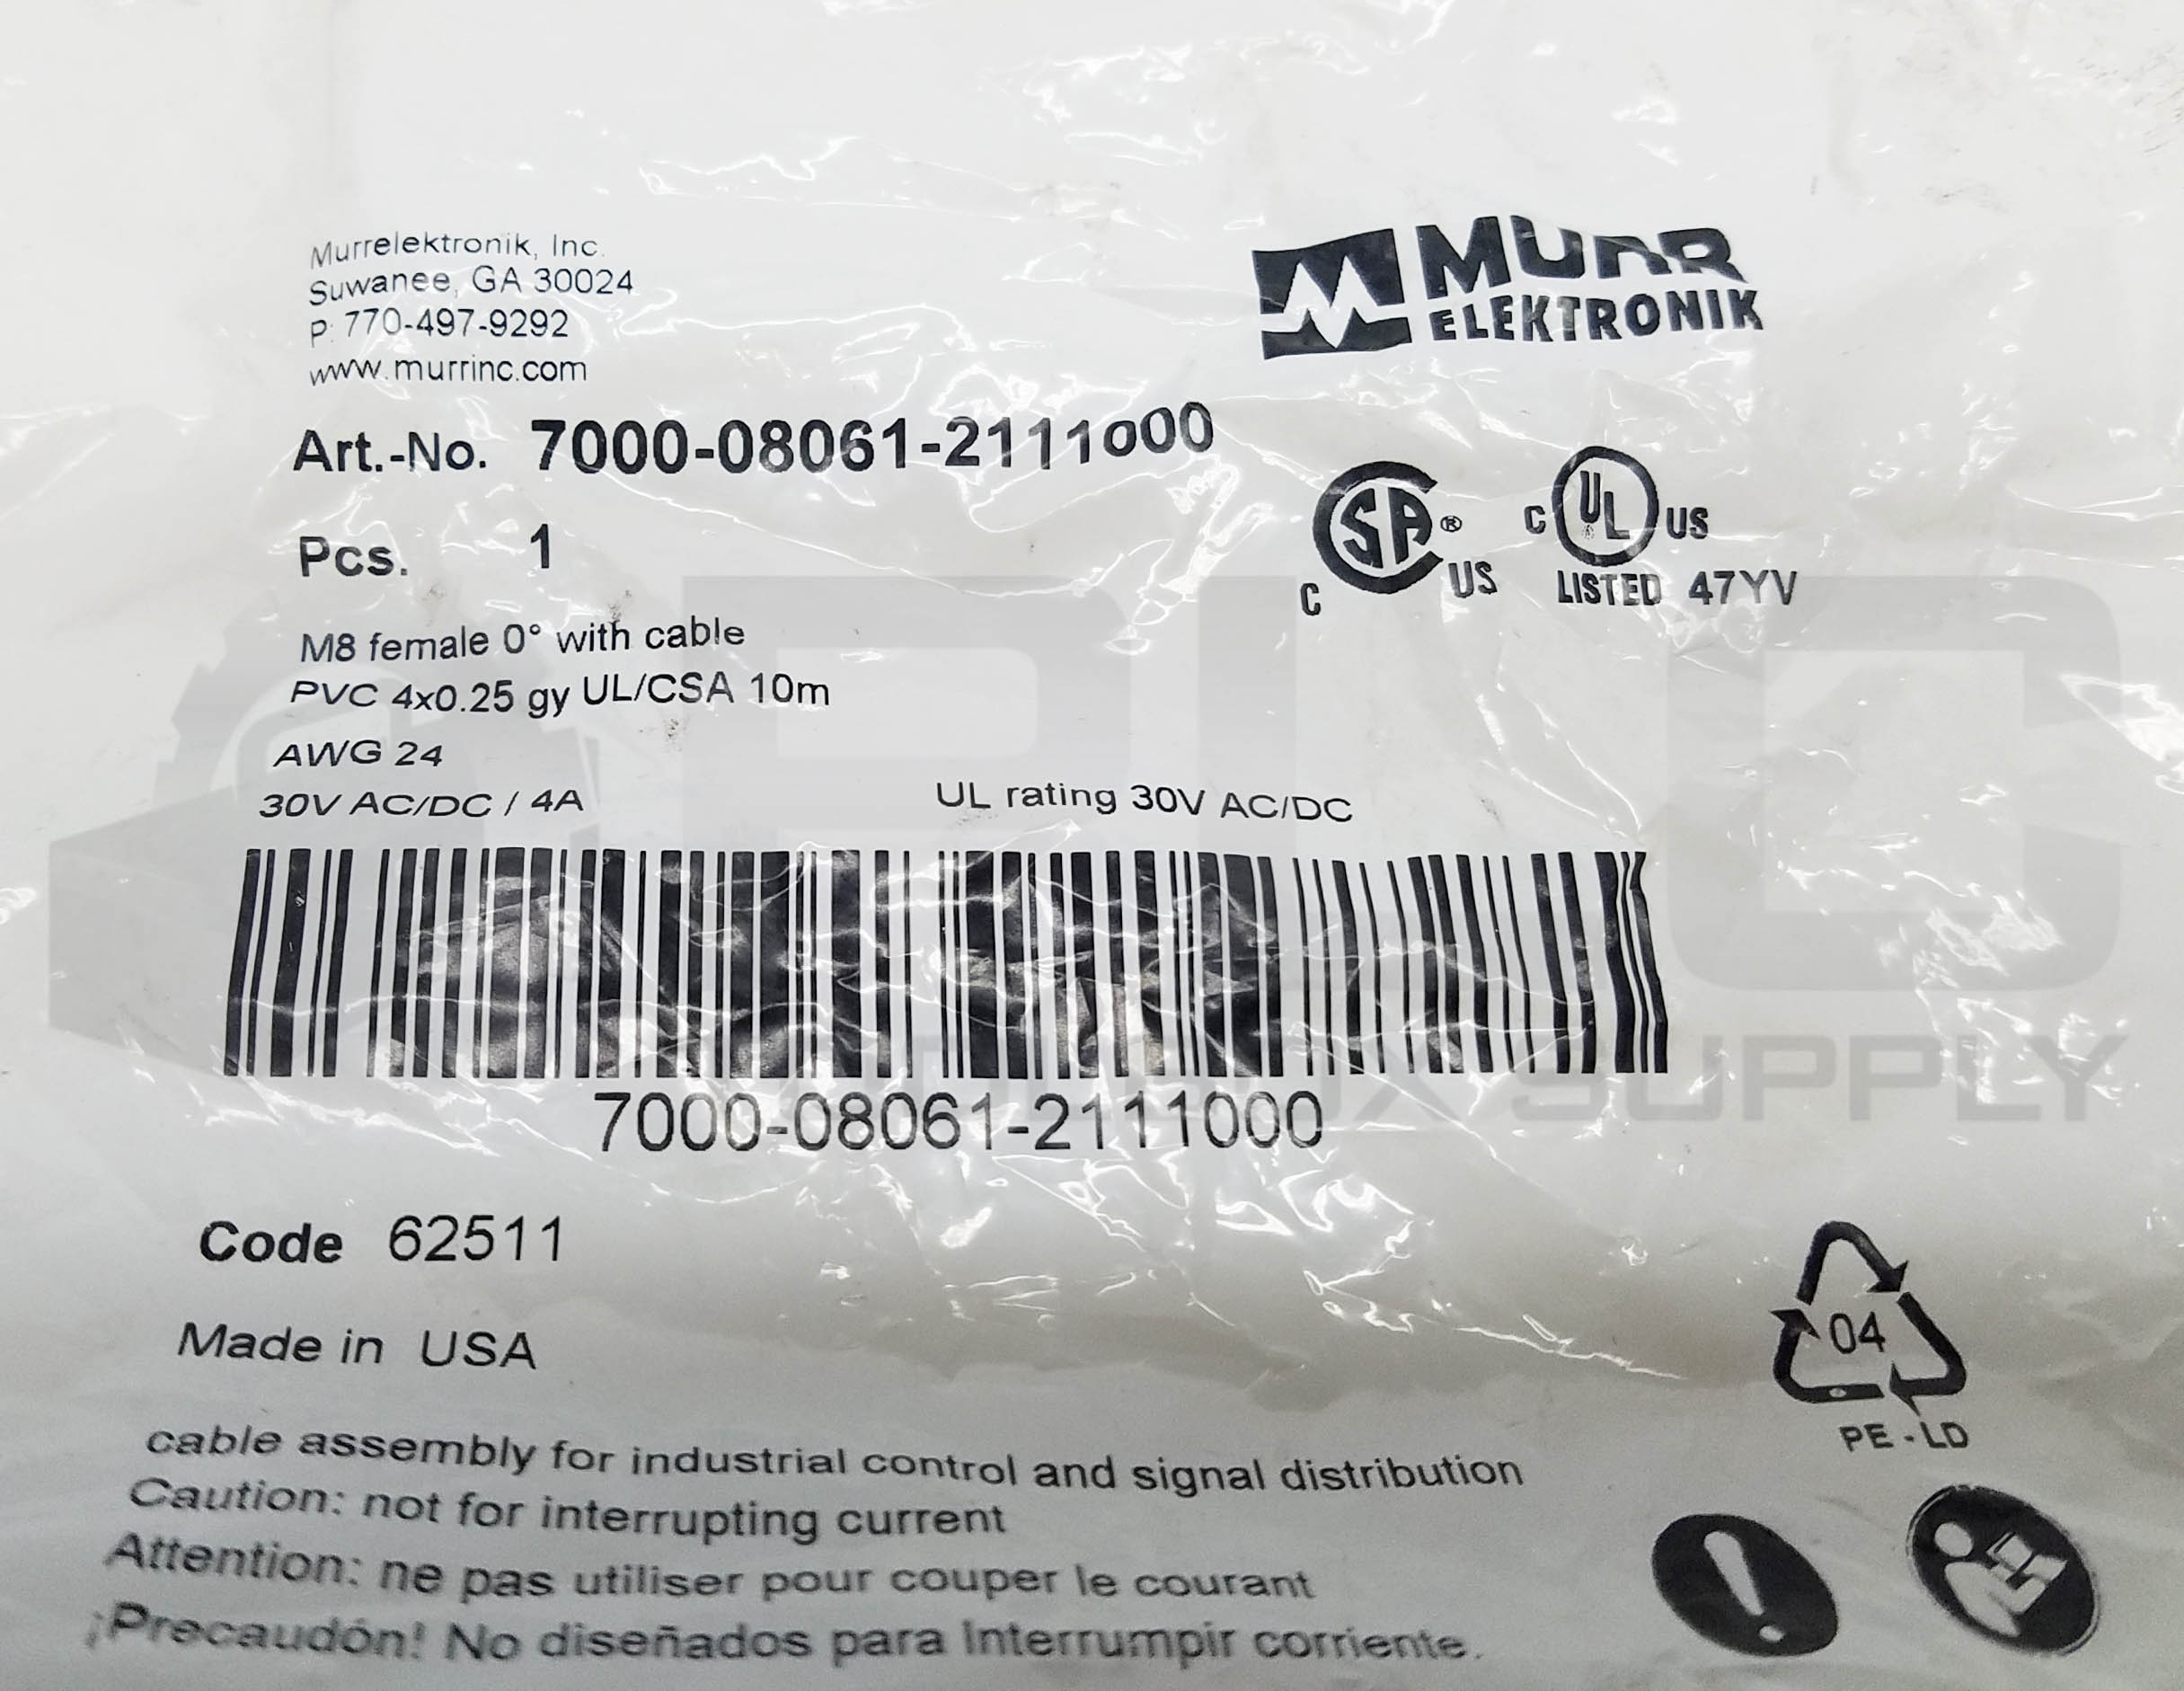 Murrelektronik, Inc.
Suwanee, GA 30024
P: 770-497-9292
www.murrinc.com
MURR
ELEKTRONIK
Art.-No. 7000-08061-2111000
Pcs. 1
C SA ® US
C UL US
LISTED 47YV
M8 female 0° with cable
PVC 4x0.25 gy UL/CSA 10m
AWG 24
30V AC/DC / 4A
UL rating 30V AC/DC
PLC
SUPPLY
7000-08061-2111000
Code 62511
Made in USA
04
PE-LD
cable assembly for industrial control and signal distribution
Caution: not for interrupting current
Attention: ne pas utiliser pour couper le courant
¡Precaudón! No diseñados para Interrumpir corriente.